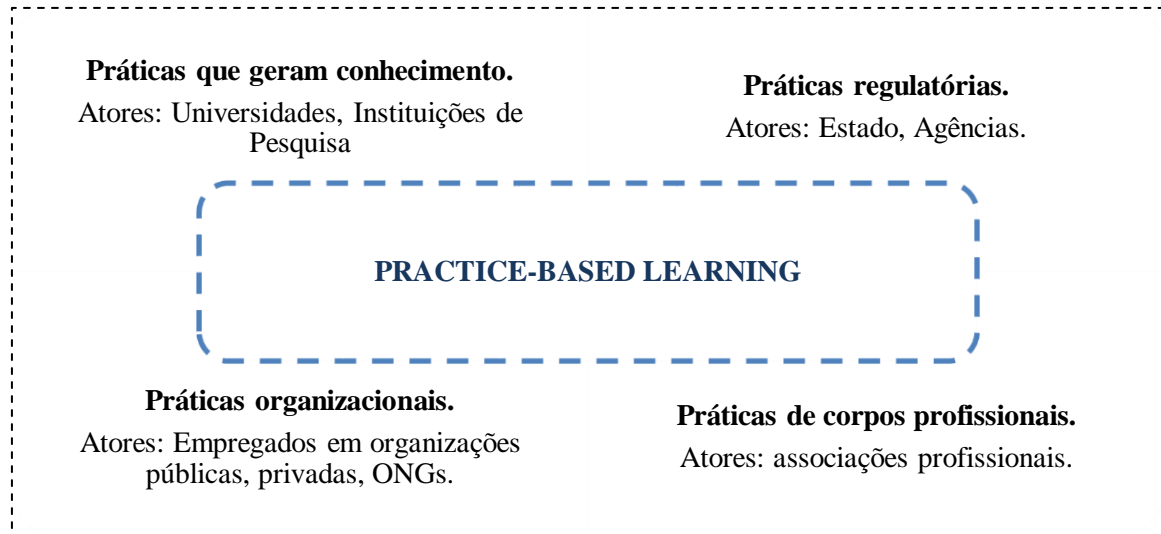 Práticas que geram conhecimento.
Atores: Universidades, Instituições de
Pesquisa
Práticas regulatórias.
Atores: Estado, Agências.
PRACTICE-BASED LEARNING
Práticas organizacionais.
Atores: Empregados em organizações
públicas, privadas, ONGs.
Práticas de corpos profissionais.
Atores: associações profissionais.